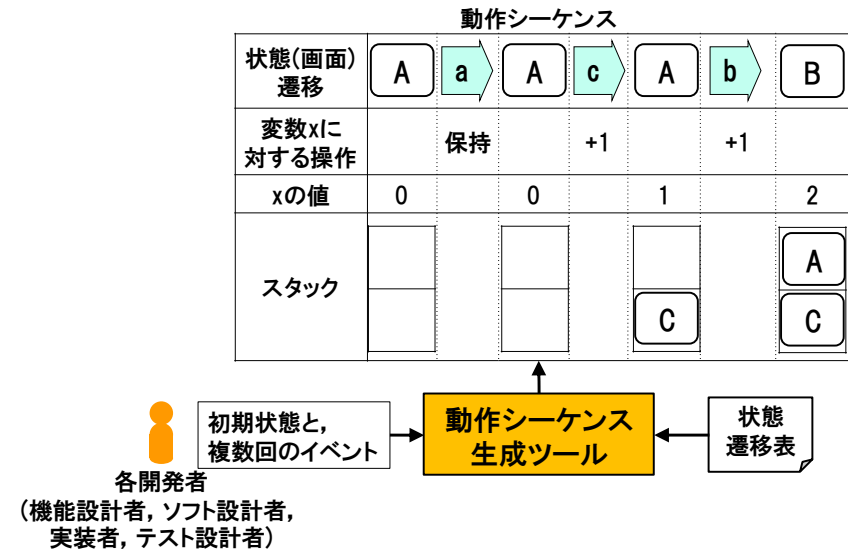 動作シーケンス
状態(画面)
遷移
A a A c A b B
変数xに
対する操作
保持 +1 +1
xの値 0 0 1 2
スタック
A
C C
初期状態と，
複数回のイベント
動作シーケンス
生成ツール
状態
遷移表
各開発者
（機能設計者，ソフト設計者，
実装者，テスト設計者）